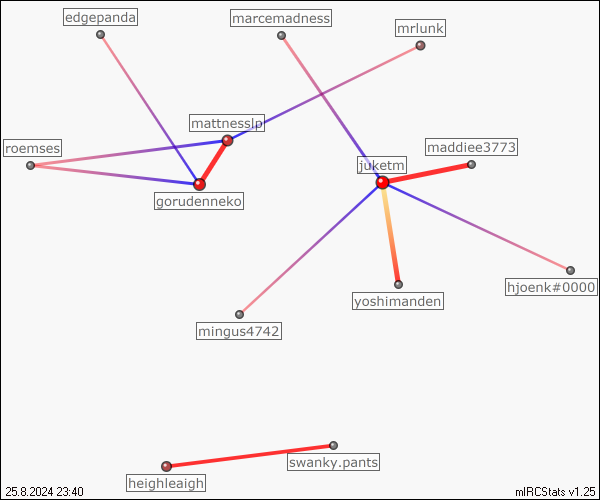 edgepanda
marcemadness
mrlunk
mattnesslp
roemses
maddiee3773
juketm
gorudenneko
hjoenk#0000
yoshimanden
mingus4742
swanky.pants
heighleaigh
25.8.2024 23:40
mIRCStats v1.25